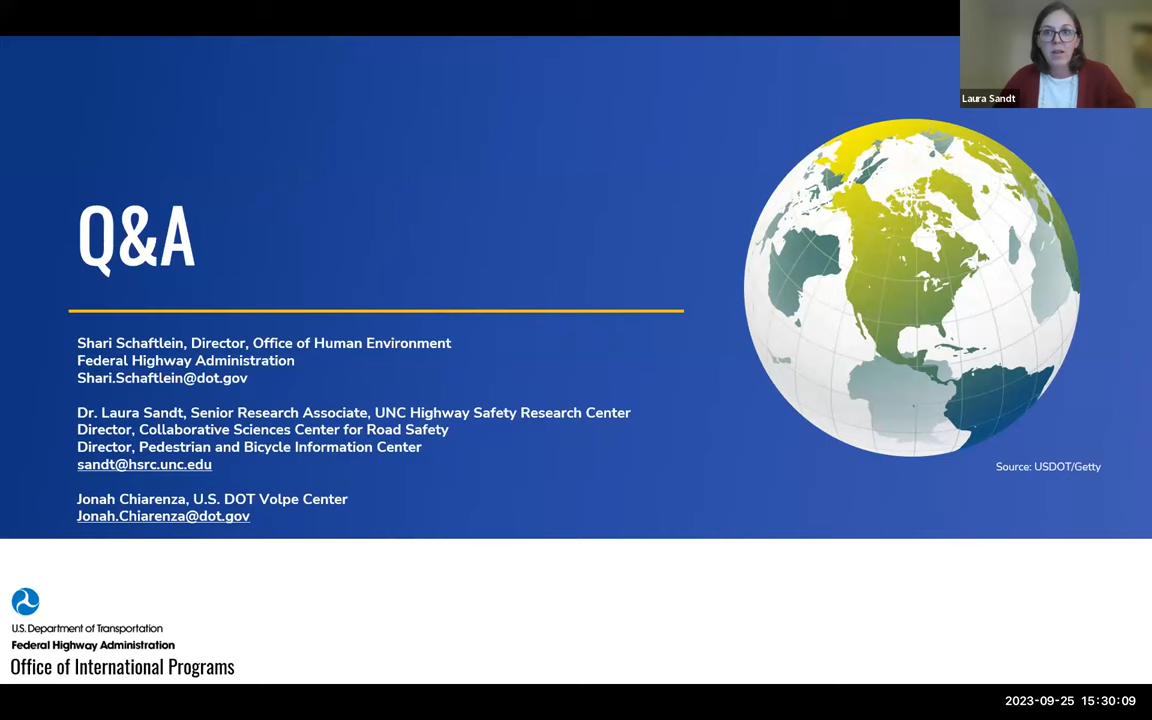 Laura Sandt
Q&A
Shari Schaftlein, Director, Office of Human Environment
Federal Highway Administration
Shari.Schaftlein@dot.gov
Dr. Laura Sandt, Senior Research Associate, UNC Highway Safety Research Center
Director, Collaborative Sciences Center for Road Safety
Director, Pedestrian and Bicycle Information Center
sandt@hsrc.unc.edu
Jonah Chiarenza, U.S. DOT Volpe Center
Jonah.Chiarenza@dot.gov
Source: USDOT/Getty
U.S. Department of Transportation
Federal Highway Administration
Office of International Programs
2023-09-25 15:30:09